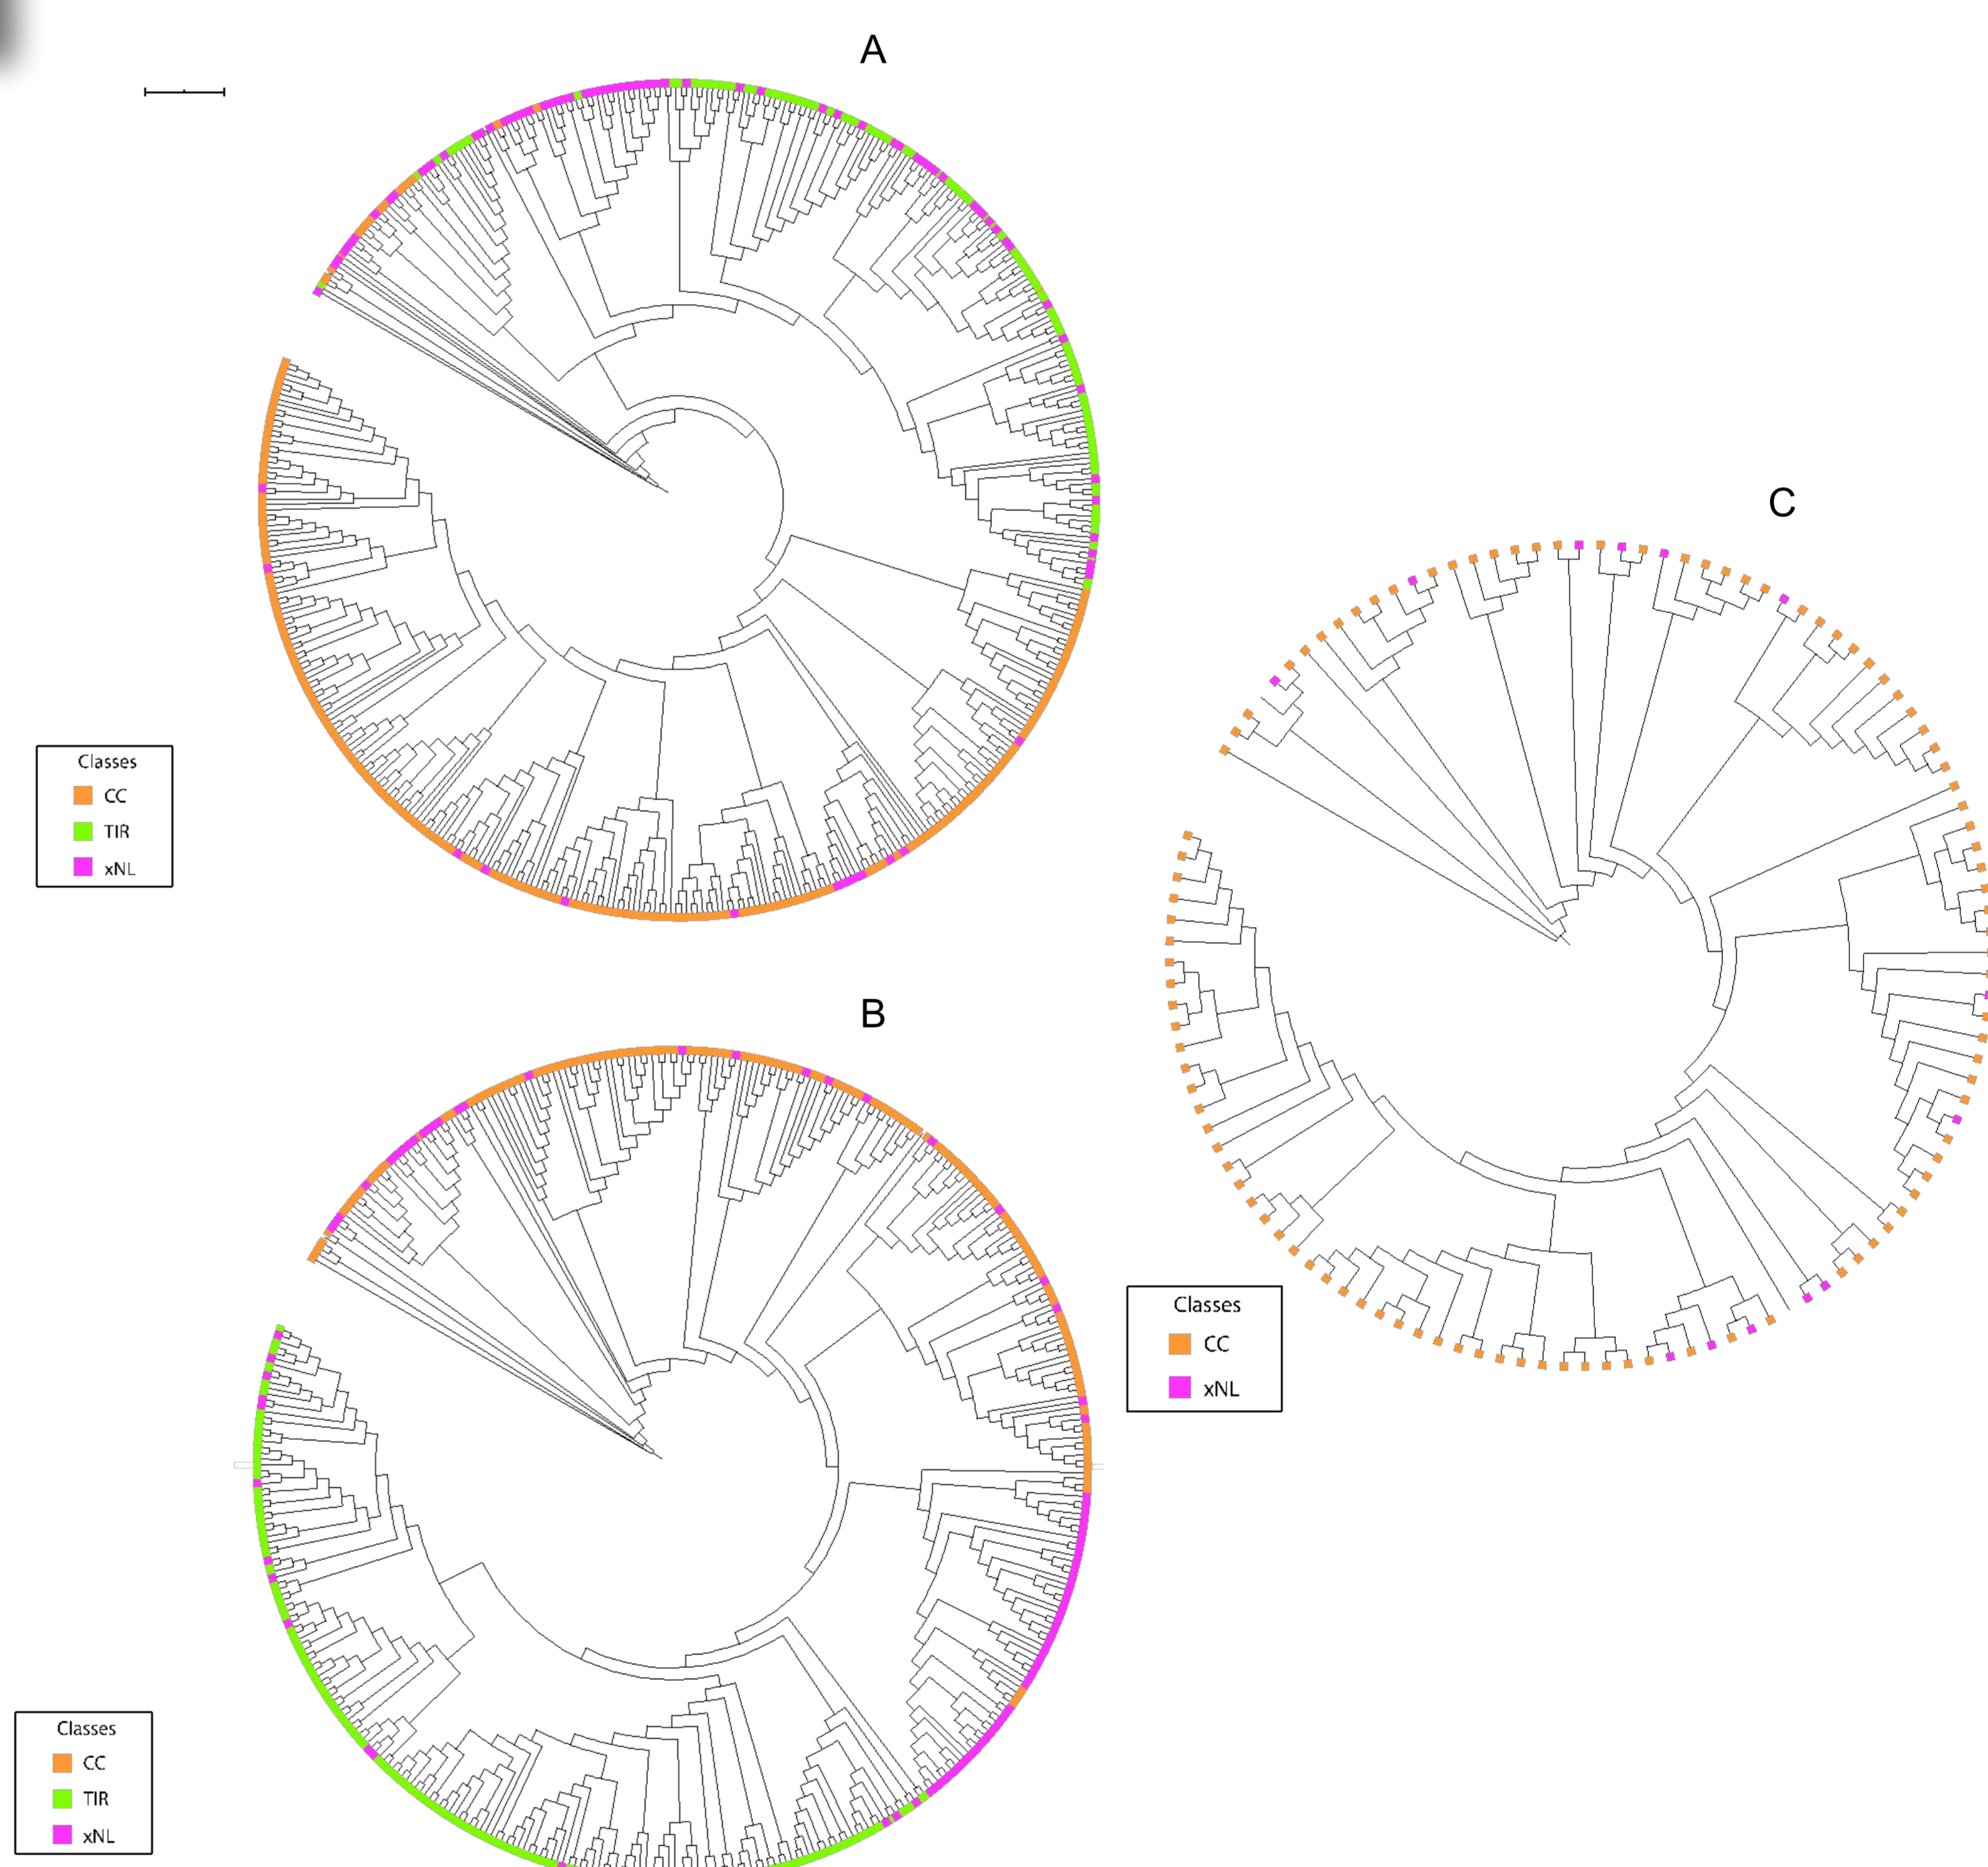 A
Classes
CC
TIR
xNL
B
Classes
CC
TIR
xNL
C
Classes
CC
xNL